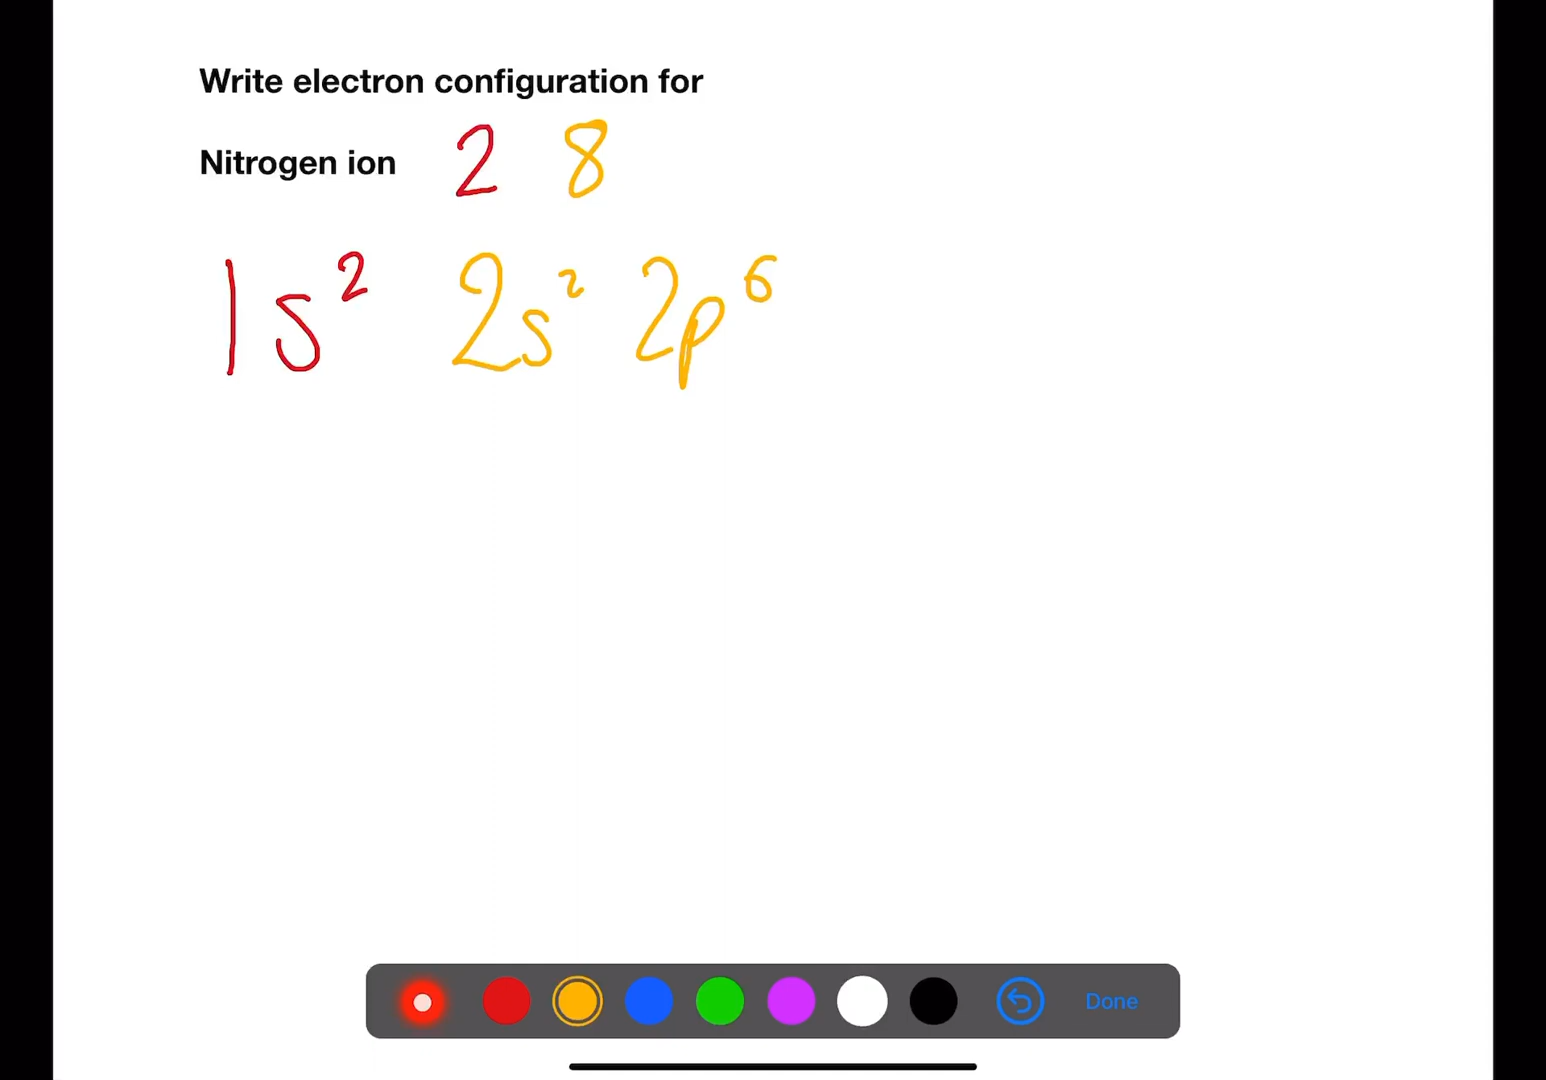 Write electron configuration for
Nitrogen ion 2 8
1s² 2s² 2p⁶
Done